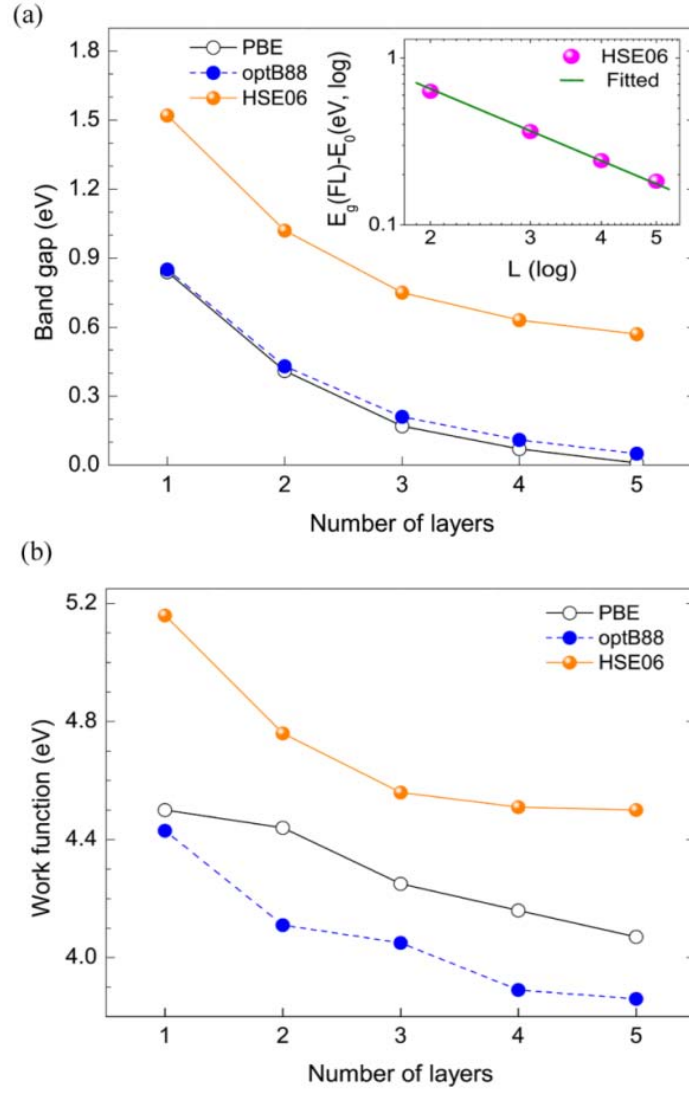 (a)
PBE
optB88
HSE06
1.8
1.5
1.2
0.9
0.6
0.3
0.0
Band gap (eV)
1 2 3 4 5
Number of layers
HSE06
Fitted
1
0.1
E_g(FL)-E_0(eV, log)
2 3 4 5
L (log)
(b)
PBE
optB88
HSE06
5.2
4.8
4.4
4.0
Work function (eV)
1 2 3 4 5
Number of layers